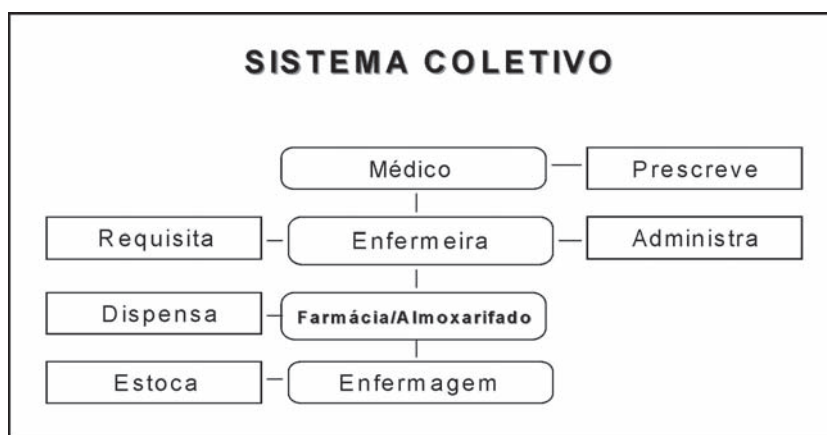 SISTEMA COLETIVO
Médico
Prescreve
Requisita
Enfermeira
Administra
Dispensa
Farmácia/Almoxarifado
Estoca
Enfermagem